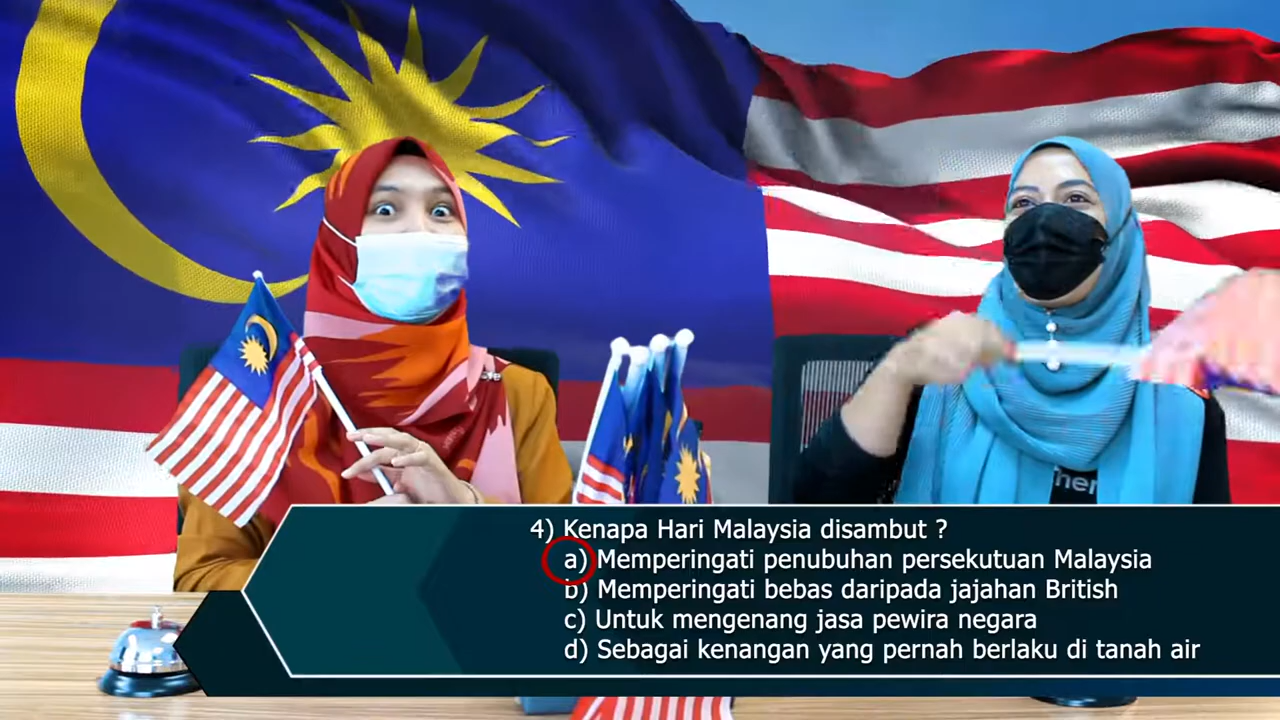 4) Kenapa Hari Malaysia disambut ?
a) Memperingati penubuhan persekutuan Malaysia
b) Memperingati bebas daripada jajahan British
c) Untuk mengenang jasa pewira negara
d) Sebagai kenangan yang pernah berlaku di tanah air